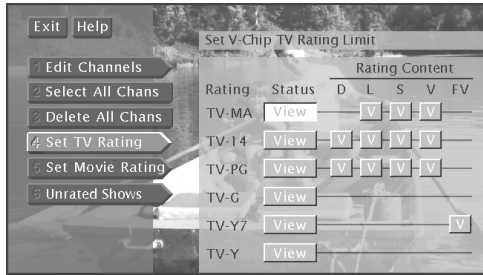 Exit Help
1 Edit Channels
2 Select All Chans
3 Delete All Chans
4 Set TV Rating
5 Set Movie Rating
6 Unrated Shows
Set V-Chip TV Rating Limit
Rating Content
Rating Status D L S V FV
TV-MA View V V V
TV-14 View V V V V
TV-PG View V V V V
TV-G View
TV-Y7 View V
TV-Y View